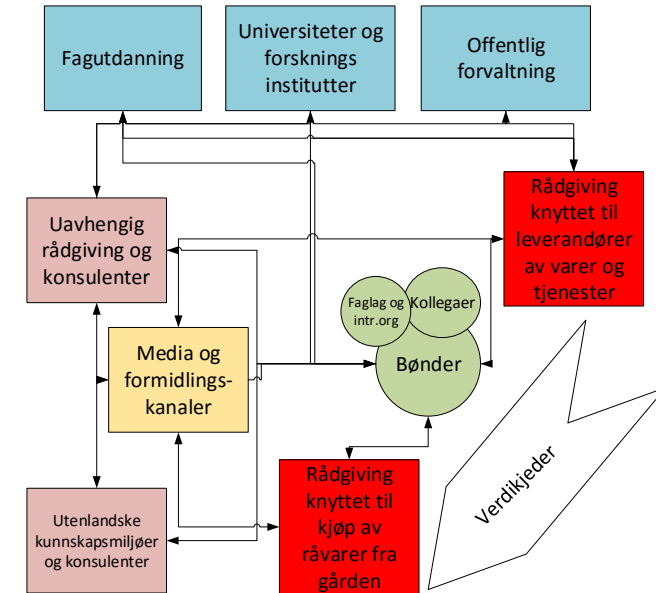 Fagutdanning
Universiteter og
forsknings
institutter
Offentlig
forvaltning
Uavhengig
rådgiving og
konsulenter
Rådgiving
knyttet til
leverandører
av varer og
tjenester
Faglag og
intr.org
Kollegaer
Bønder
Media og
formidlings-
kanaler
Verdikjeder
Utenlandske
kunnskapsmiljøer
og konsulenter
Rådgiving
knyttet til
kjøp av
råvarer fra
gården